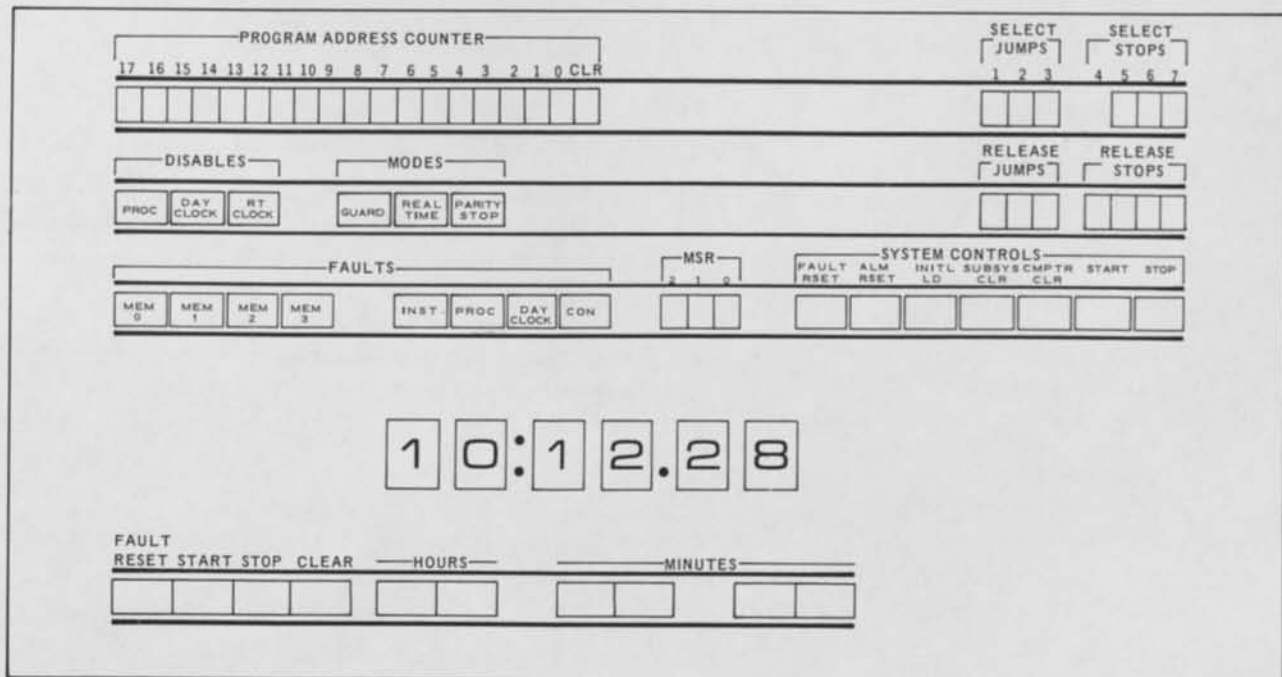 PROGRAM ADDRESS COUNTER
17 16 15 14 13 12 11 10 9 8 7 6 5 4 3 2 1 0 CLR
SELECT JUMPS
1 2 3
SELECT STOPS
4 5 6 7
DISABLES
PROC
DAY CLOCK
RT CLOCK
MODES
GUARD
REAL TIME
PARITY STOP
RELEASE JUMPS
RELEASE STOPS
FAULTS
MEM 0
MEM 1
MEM 2
MEM 3
INST.
PROC
DAY CLOCK
CON
MSR
2 1 0
SYSTEM CONTROLS
FAULT RSET
ALM RSET
INITL LD
SUBSYS CLR
CMPTR CLR
START
STOP
10:12.28
FAULT RESET
START
STOP
CLEAR
HOURS
MINUTES